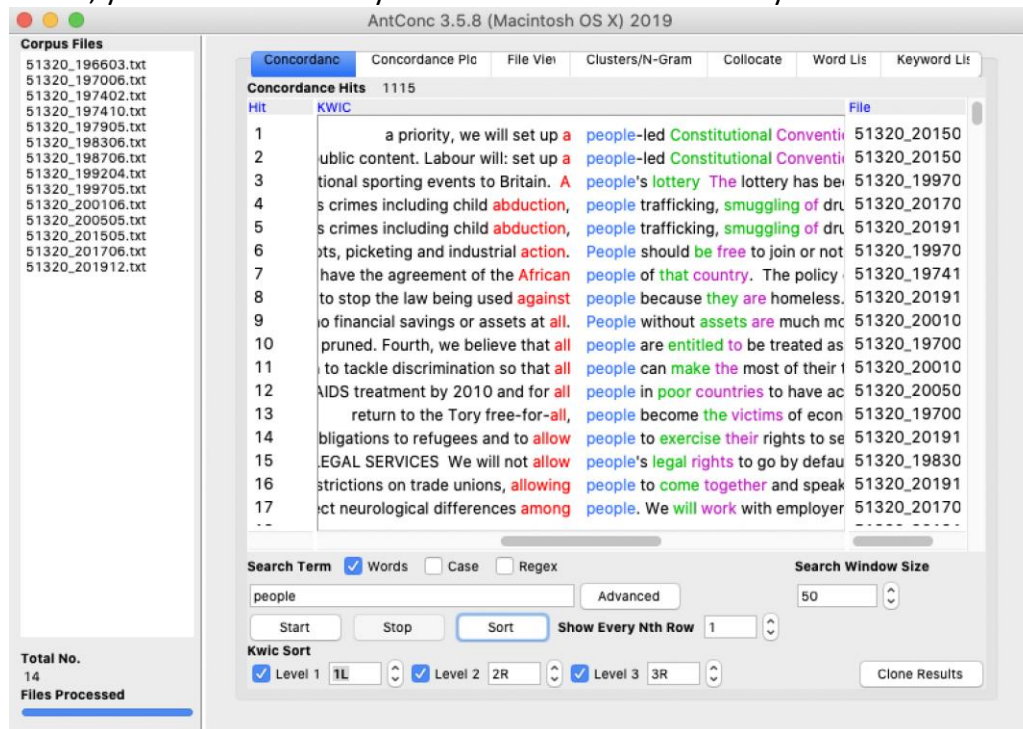 AntConc 3.5.8 (Macintosh OS X) 2019
Corpus Files
51320_196603.txt
51320_197006.txt
51320_197402.txt
51320_197410.txt
51320_197905.txt
51320_198306.txt
51320_198706.txt
51320_199204.txt
51320_199705.txt
51320_200106.txt
51320_200505.txt
51320_201505.txt
51320_201706.txt
51320_201912.txt
Total No.
14
Files Processed
Concordanc Concordance Plo File Viev Clusters/N-Gram Collocate Word Lis Keyword Lis
Concordance Hits 1115
Hit KWIC File
1 a priority, we will set up a people-led Constitutional Conventi 51320_20150
2 ublic content. Labour will: set up a people-led Constitutional Conventi 51320_20150
3 tional sporting events to Britain. A people's lottery The lottery has be 51320_19970
4 s crimes including child abduction, people trafficking, smuggling of dru 51320_20170
5 s crimes including child abduction, people trafficking, smuggling of dru 51320_20191
6 ots, picketing and industrial action. People should be free to join or not 51320_19970
7 have the agreement of the African people of that country. The policy 51320_19741
8 to stop the law being used against people because they are homeless. 51320_20191
9 no financial savings or assets at all. People without assets are much mo 51320_20010
10 pruned. Fourth, we believe that all people are entitled to be treated as 51320_19700
11 to tackle discrimination so that all people can make the most of their t 51320_20010
12 AIDS treatment by 2010 and for all people in poor countries to have ac 51320_20050
13 return to the Tory free-for-all, people become the victims of econ 51320_19700
14 bligations to refugees and to allow people to exercise their rights to se 51320_20191
15 .EGAL SERVICES We will not allow people's legal rights to go by defau 51320_19830
16 strictions on trade unions, allowing people to come together and speak 51320_20191
17 ect neurological differences among people. We will work with employer 51320_20170
Search Term Words Case Regex Search Window Size
people Advanced 50
Start Stop Sort Show Every Nth Row 1
Kwic Sort
Level 1 1L Level 2 2R Level 3 3R Clone Results